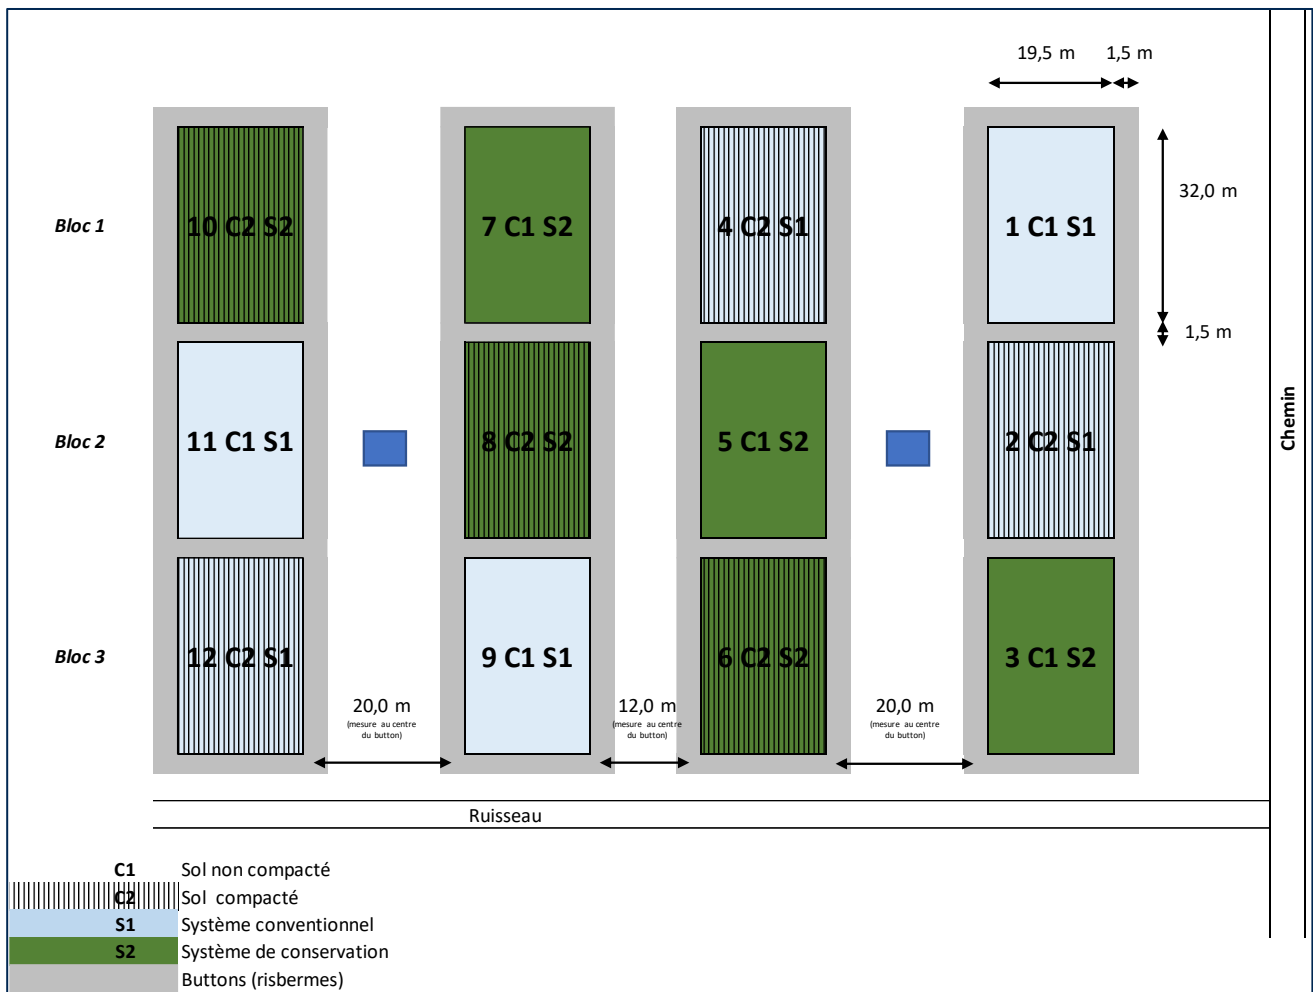 19,5 m 1,5 m
32,0 m
Bloc 1 10 C2 S2 7 C1 S2 4 C2 S1 1 C1 S1
1,5 m
Chemin
Bloc 2 11 C1 S1 8 C2 S2 5 C1 S2 2 C2 S1
Bloc 3 12 C2 S1 9 C1 S1 6 C2 S2 3 C1 S2
20,0 m 12,0 m 20,0 m
(mesure au centre (mesure au centre (mesure au centre
du button) du button) du button)
Ruisseau
C1 Sol non compacté
C2 Sol compacté
S1 Système conventionnel
S2 Système de conservation
Buttons (risbermes)